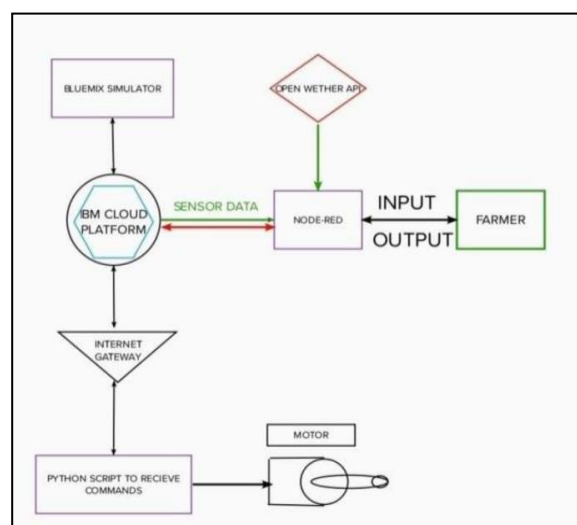 BLUEMIX SIMULATOR
OPEN WETHER API
IBM CLOUD
PLATFORM
SENSOR DATA
NODE-RED
INPUT
OUTPUT
FARMER
INTERNET
GATEWAY
MOTOR
PYTHON SCRIPT TO RECIEVE
COMMANDS